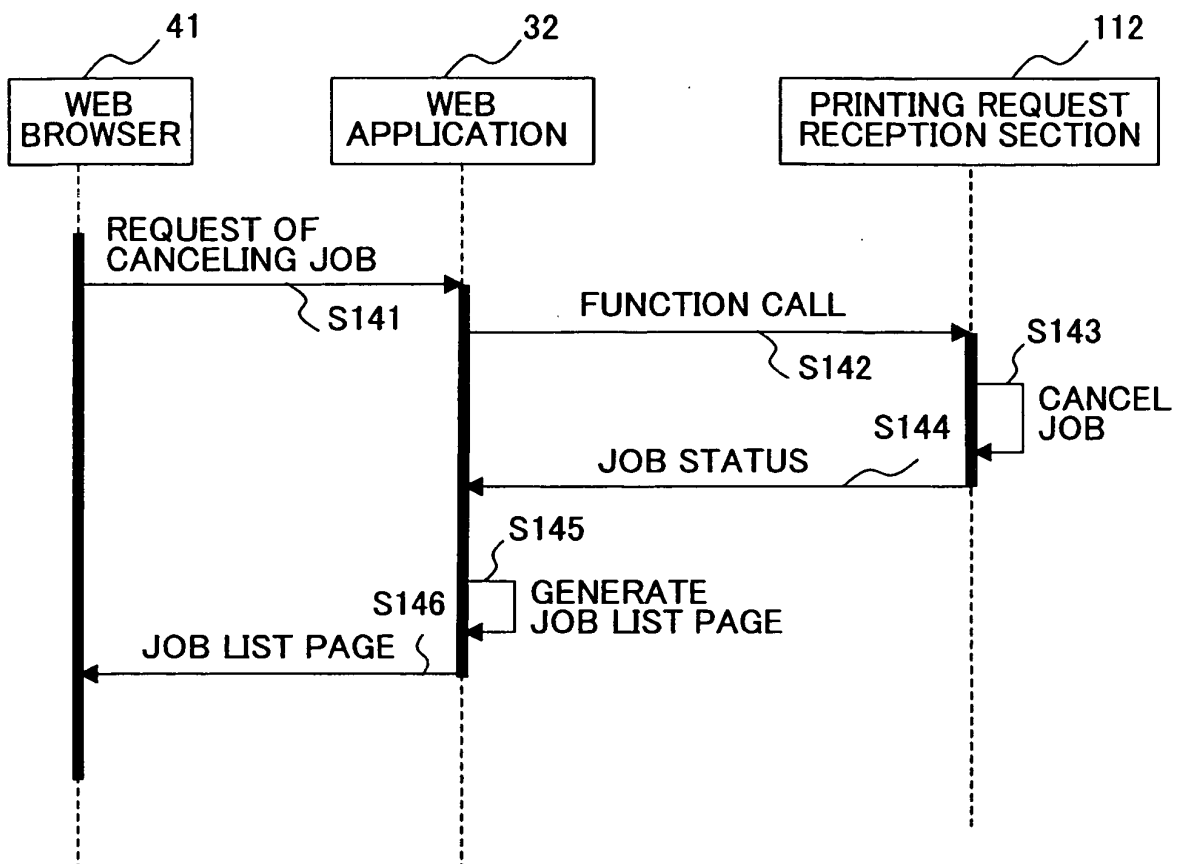 41
32
112
WEB
BROWSER
WEB
APPLICATION
PRINTING REQUEST
RECEPTION SECTION
REQUEST OF
CANCELING JOB
S141
FUNCTION CALL
S142
S143
CANCEL
JOB
S144
JOB STATUS
S145
GENERATE
JOB LIST PAGE
S146
JOB LIST PAGE